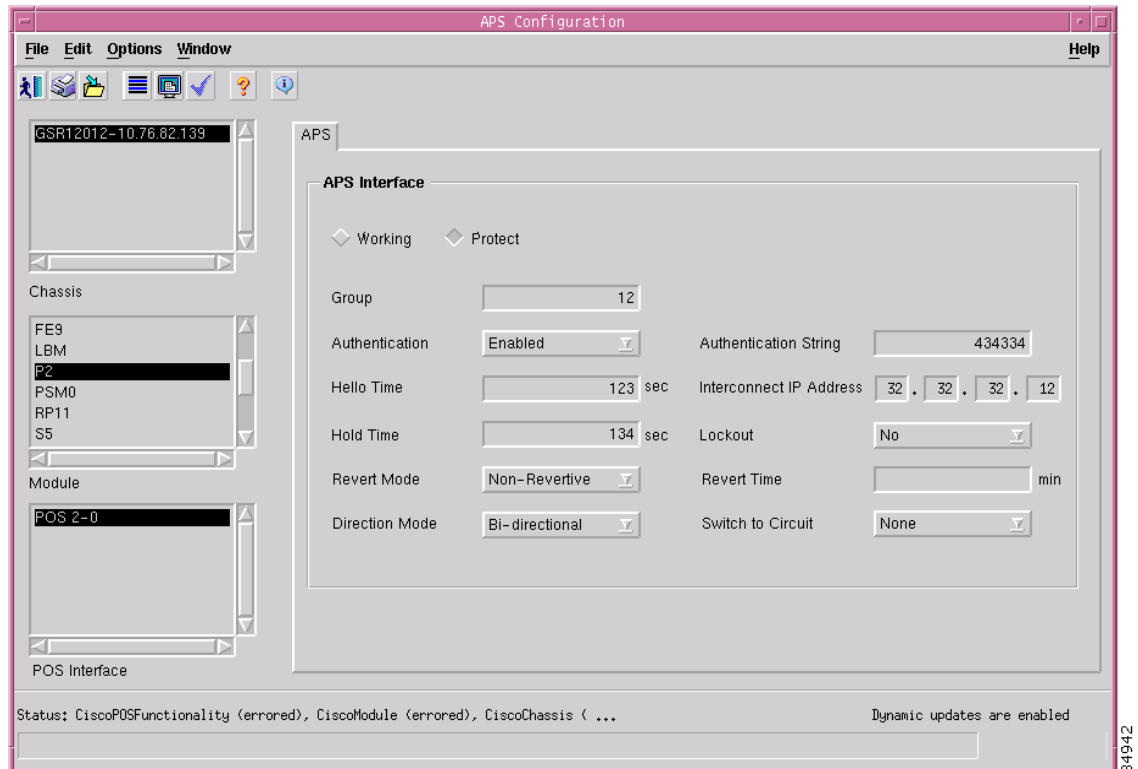 APS Configuration
File Edit Options Window Help
GSR12012-10.76.82.139
Chassis
FE9
LBM
P2
PSM0
RP11
S5
Module
POS 2-0
POS Interface
APS
APS Interface
Working Protect
Group 12
Authentication Enabled Authentication String 434334
Hello Time 123 sec Interconnect IP Address 32 . 32 . 32 . 12
Hold Time 134 sec Lockout No
Revert Mode Non-Revertive Revert Time min
Direction Mode Bi-directional Switch to Circuit None
Status: CiscoPOSFunctionality (errored), CiscoModule (errored), CiscoChassis ( ... Dynamic updates are enabled